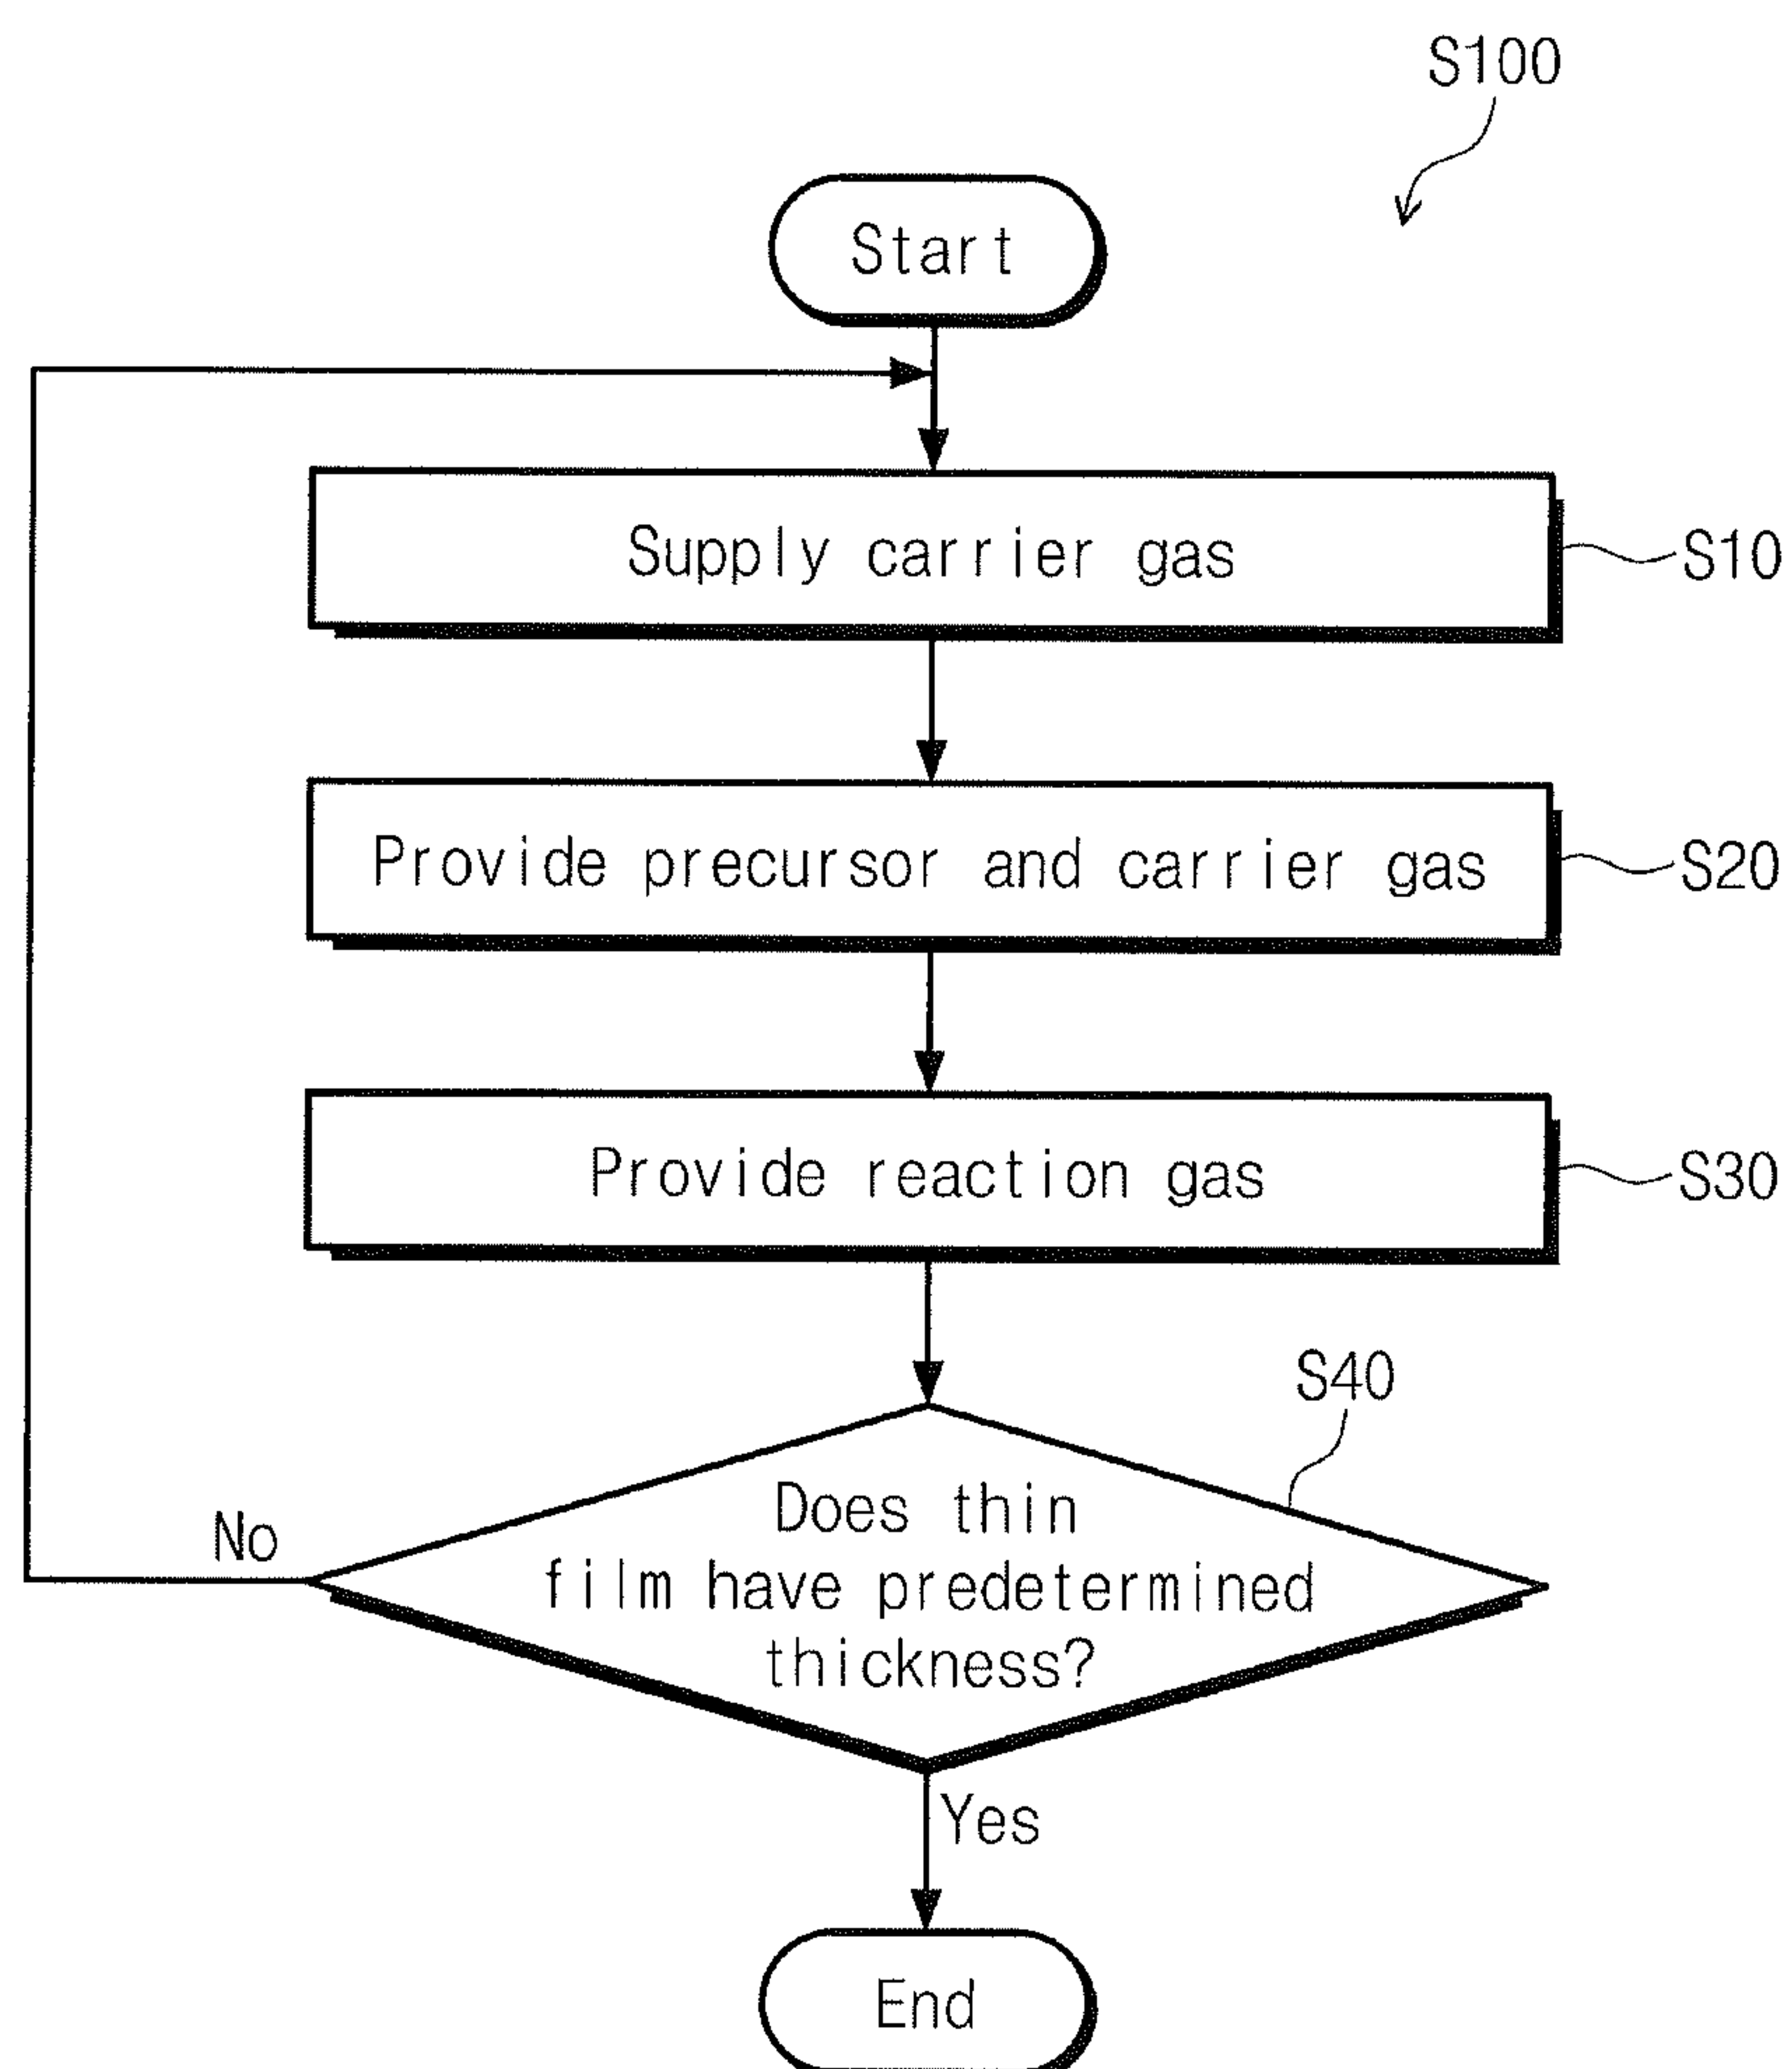 S100
Start
Supply carrier gas
S10
Provide precursor and carrier gas
S20
Provide reaction gas
S30
S40
Does thin
film have predetermined
thickness?
No
Yes
End